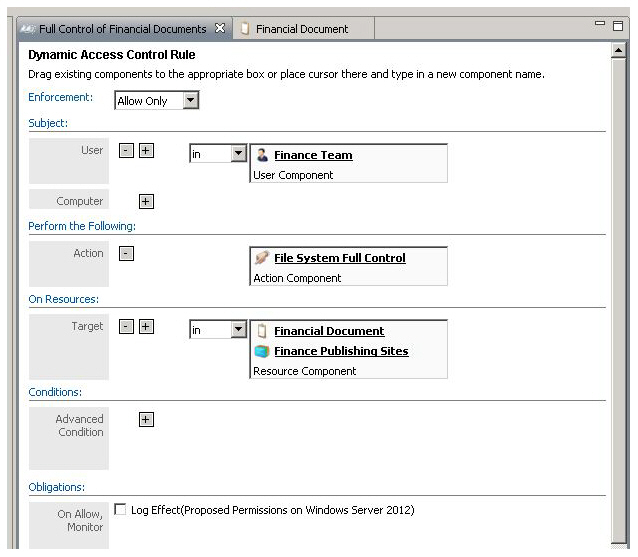 Full Control of Financial Documents Financial Document
Dynamic Access Control Rule
Drag existing components to the appropriate box or place cursor there and type in a new component name.
Enforcement: Allow Only
Subject:
User - + in Finance Team
User Component
Computer +
Perform the Following:
Action - File System Full Control
Action Component
On Resources:
Target - + in Financial Document
Finance Publishing Sites
Resource Component
Conditions:
Advanced +
Condition
Obligations:
On Allow, Log Effect(Proposed Permissions on Windows Server 2012)
Monitor